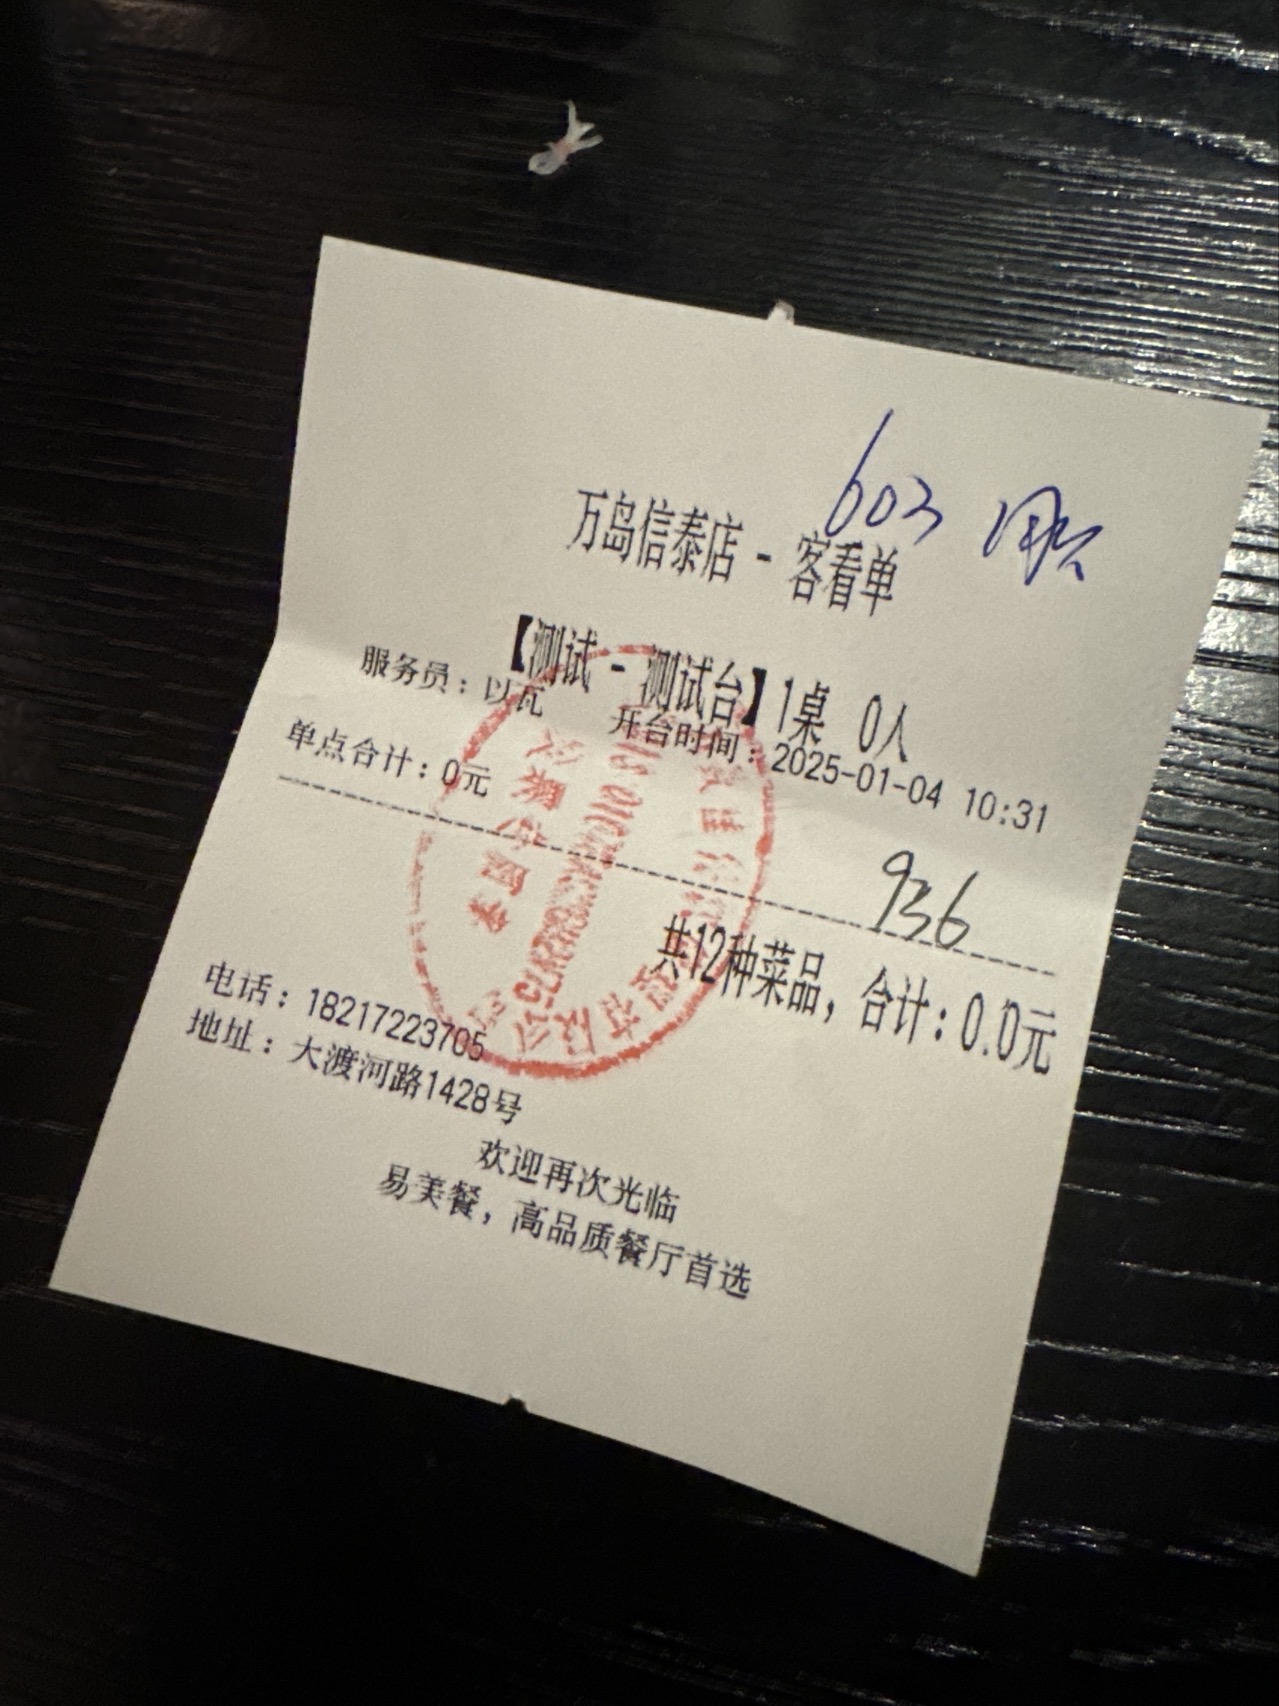 603
万岛信泰店 - 客看单
【测试 - 测试台】1桌 0人
服务员：以瓦 开台时间：2025-01-04 10:31
单点合计：0元
936
共12种菜品，合计：0.0元
电话：18217223705
地址：大渡河路1428号
欢迎再次光临
易美餐，高品质餐厅首选